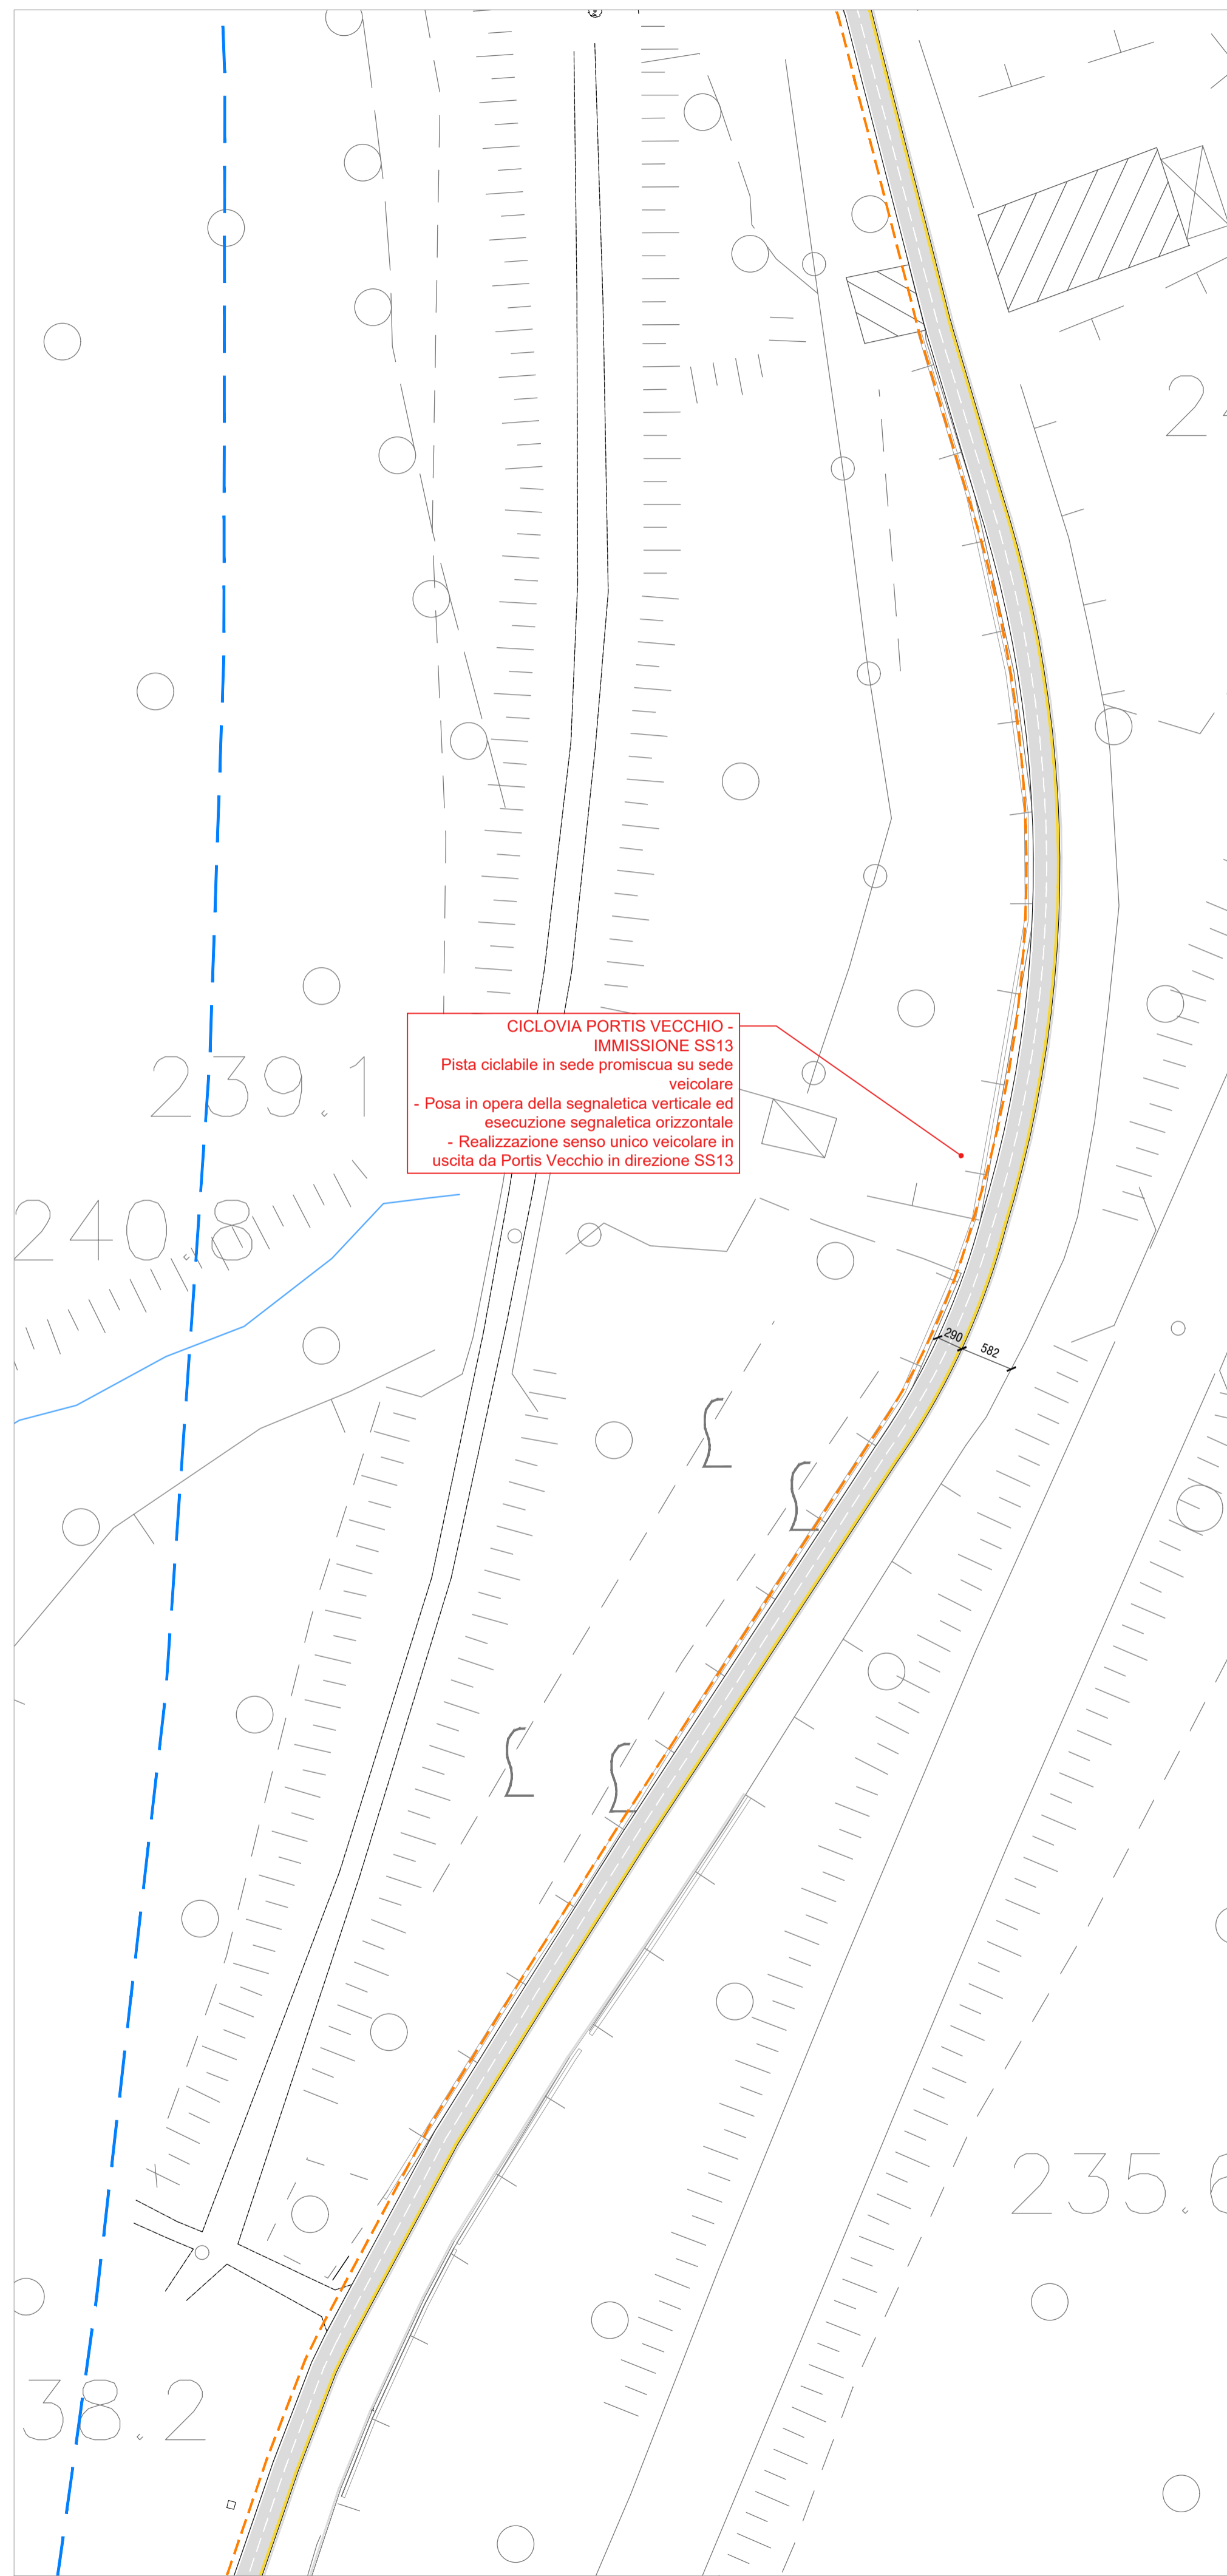 CICLOVIA PORTIS VECCHIO -
IMMISSIONE SS13
Pista ciclabile in sede promiscua su sede
veicolare
- Posa in opera della segnaletica verticale ed
esecuzione segnaletica orizzontale
- Realizzazione senso unico veicolare in
uscita da Portis Vecchio in direzione SS13
239.1
240.8
290
582
235.6
38.2